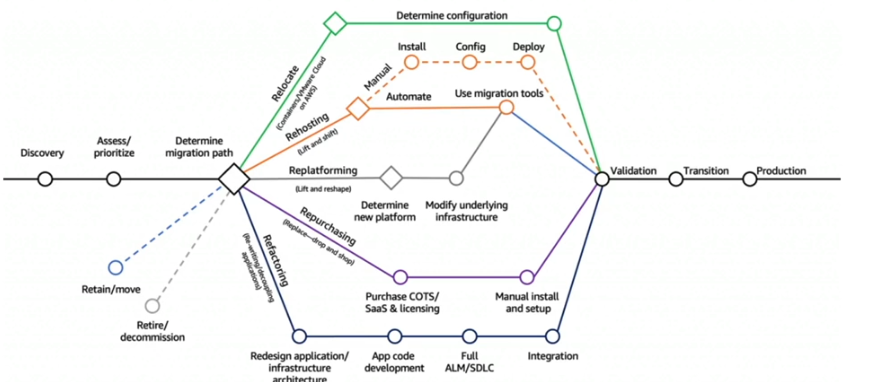 Determine configuration
Install
Config
Deploy
Manual
Relocate
(Containers/VMware Cloud
on AWS)
Automate
Use migration tools
Rehosting
(Lift and shift)
Discovery
Assess/
prioritize
Determine
migration path
Replatforming
(Lift and reshape)
Determine
new platform
Modify underlying
infrastructure
Validation
Transition
Production
Repurchasing
(Replace—drop and shop)
Refactoring
(Re-writing/decoupling
applications)
Retain/move
Retire/
decommission
Purchase COTS/
SaaS & licensing
Manual install
and setup
Redesign application/
infrastructure
architecture
App code
development
Full
ALM/SDLC
Integration